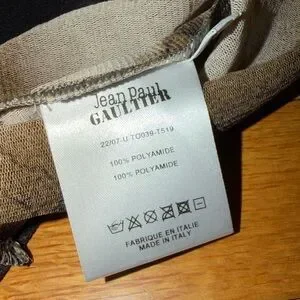 Jean Paul
GAULTIER
22/07-U TO039-T519
100% POLYAMIDE
100% POLYAMIDE
FABRIQUE EN ITALIE
MADE IN ITALY